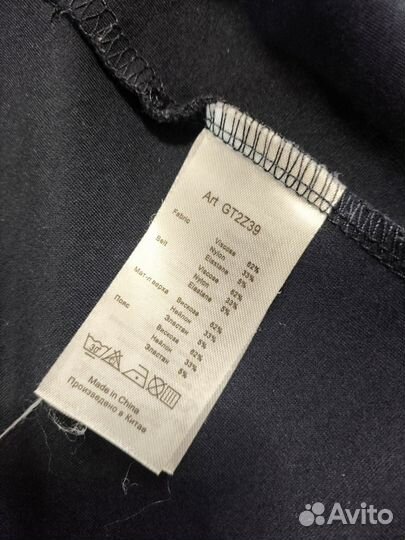 Art GT2Z39
Fabric Viscose 62%
Nylon 33%
Elastane 5%
Belt Viscose 62%
Nylon 33%
Elastane 5%
Мат-л верха Вискоза 62%
Нейлон 33%
Эластан 5%
Пояс Вискоза 62%
Нейлон 33%
Эластан 5%
30°
Made in China
Произведено в Китае
Avito